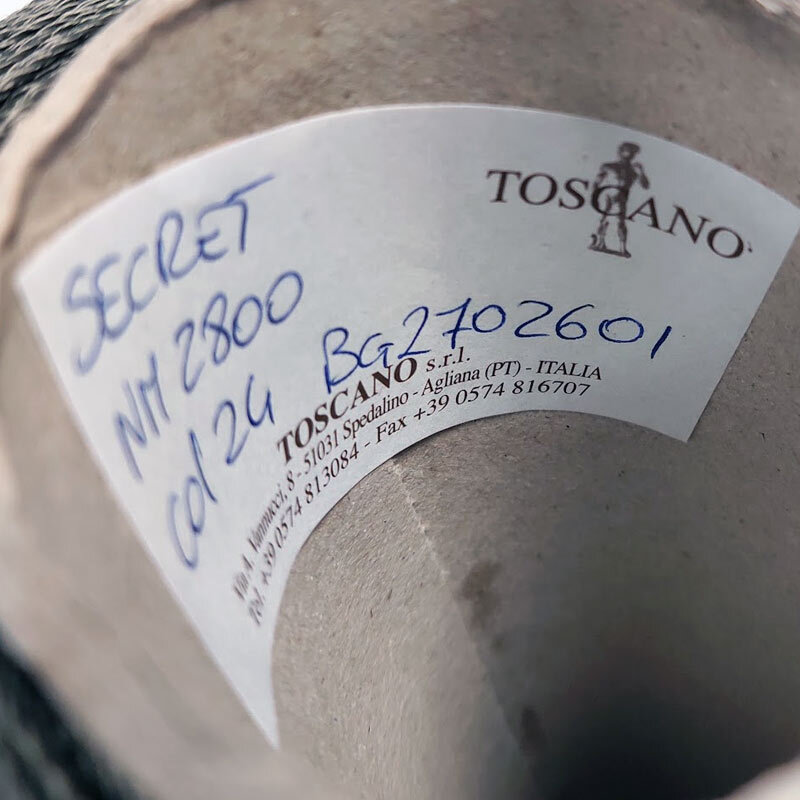 TOSCANO
SECRET
NM 2800
col 24
BG2702601
TOSCANO s.r.l.
Via A. Vannucci, 8 - 51031 Spedalino - Agliana (PT) - ITALIA
Tel. +39 0574 813084 - Fax +39 0574 816707